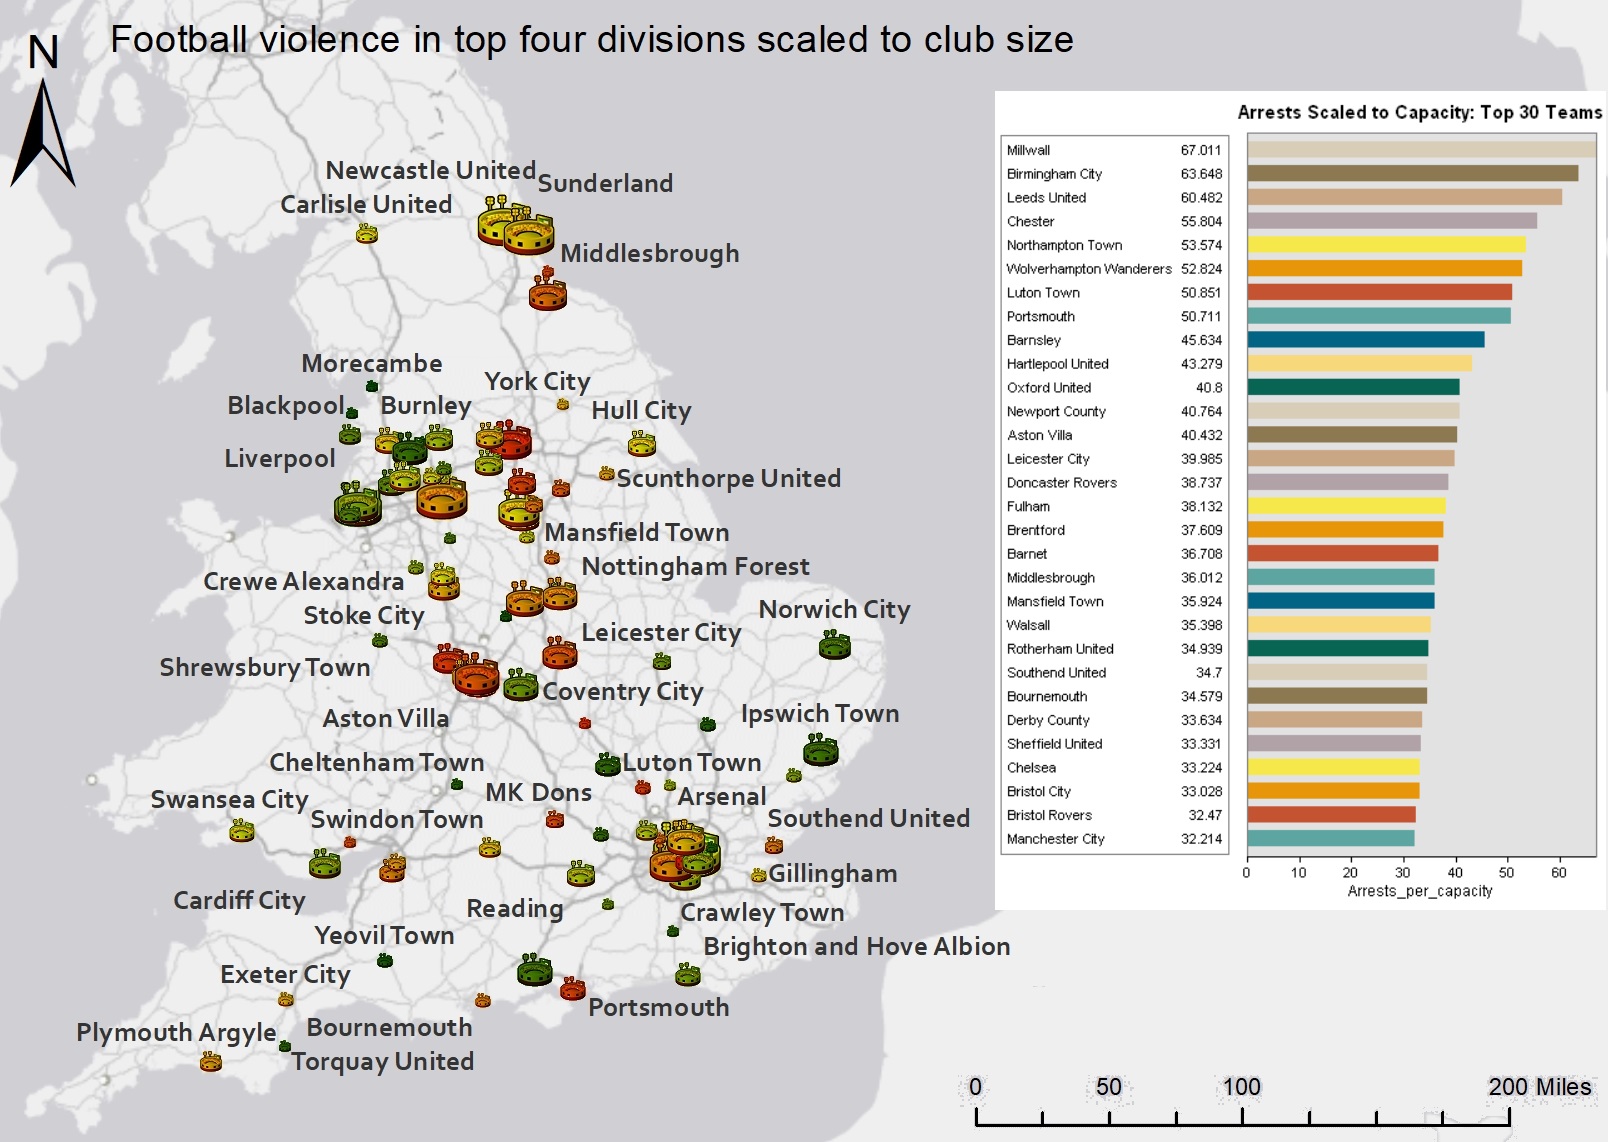 Football violence in top four divisions scaled to club size
N
Arrests Scaled to Capacity: Top 30 Teams
Millwall 67.011
Birmingham City 63.648
Leeds United 60.482
Chester 55.804
Northampton Town 53.574
Wolverhampton Wanderers 52.824
Luton Town 50.851
Portsmouth 50.711
Barnsley 45.634
Hartlepool United 43.279
Oxford United 40.8
Newport County 40.764
Aston Villa 40.432
Leicester City 39.985
Doncaster Rovers 38.737
Fulham 38.132
Brentford 37.609
Barnet 36.708
Middlesbrough 36.012
Mansfield Town 35.924
Walsall 35.398
Rotherham United 34.939
Southend United 34.7
Bournemouth 34.579
Derby County 33.634
Sheffield United 33.331
Chelsea 33.224
Bristol City 33.028
Bristol Rovers 32.47
Manchester City 32.214
0 10 20 30 40 50 60
Arrests_per_capacity
Newcastle United
Sunderland
Carlisle United
Middlesbrough
Morecambe
York City
Blackpool
Burnley
Hull City
Liverpool
Scunthorpe United
Mansfield Town
Nottingham Forest
Crewe Alexandra
Stoke City
Norwich City
Leicester City
Shrewsbury Town
Coventry City
Aston Villa
Ipswich Town
Cheltenham Town
Luton Town
MK Dons
Arsenal
Swansea City
Swindon Town
Southend United
Gillingham
Cardiff City
Reading
Crawley Town
Yeovil Town
Brighton and Hove Albion
Exeter City
Portsmouth
Plymouth Argyle
Bournemouth
Torquay United
0 50 100 200 Miles